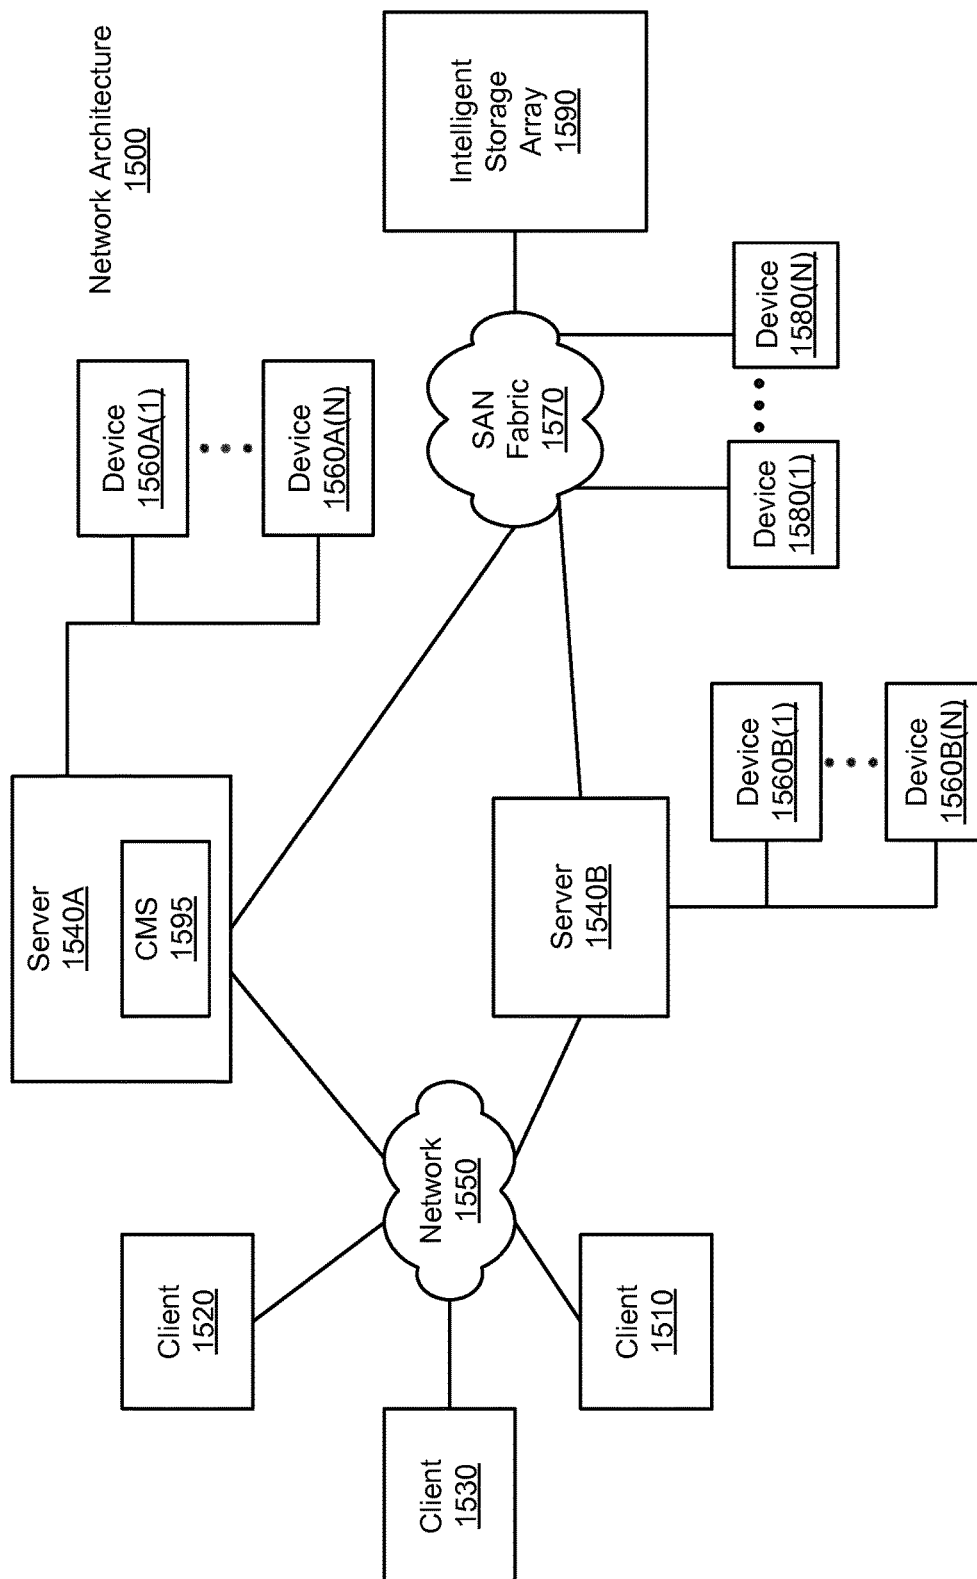 Network Architecture
1500
Client
1520
Client
1530
Client
1510
Network
1550
Server
1540A
CMS
1595
Server
1540B
Device
1560A(1)
Device
1560A(N)
Device
1560B(1)
Device
1560B(N)
SAN
Fabric
1570
Device
1580(1)
Device
1580(N)
Intelligent
Storage
Array
1590